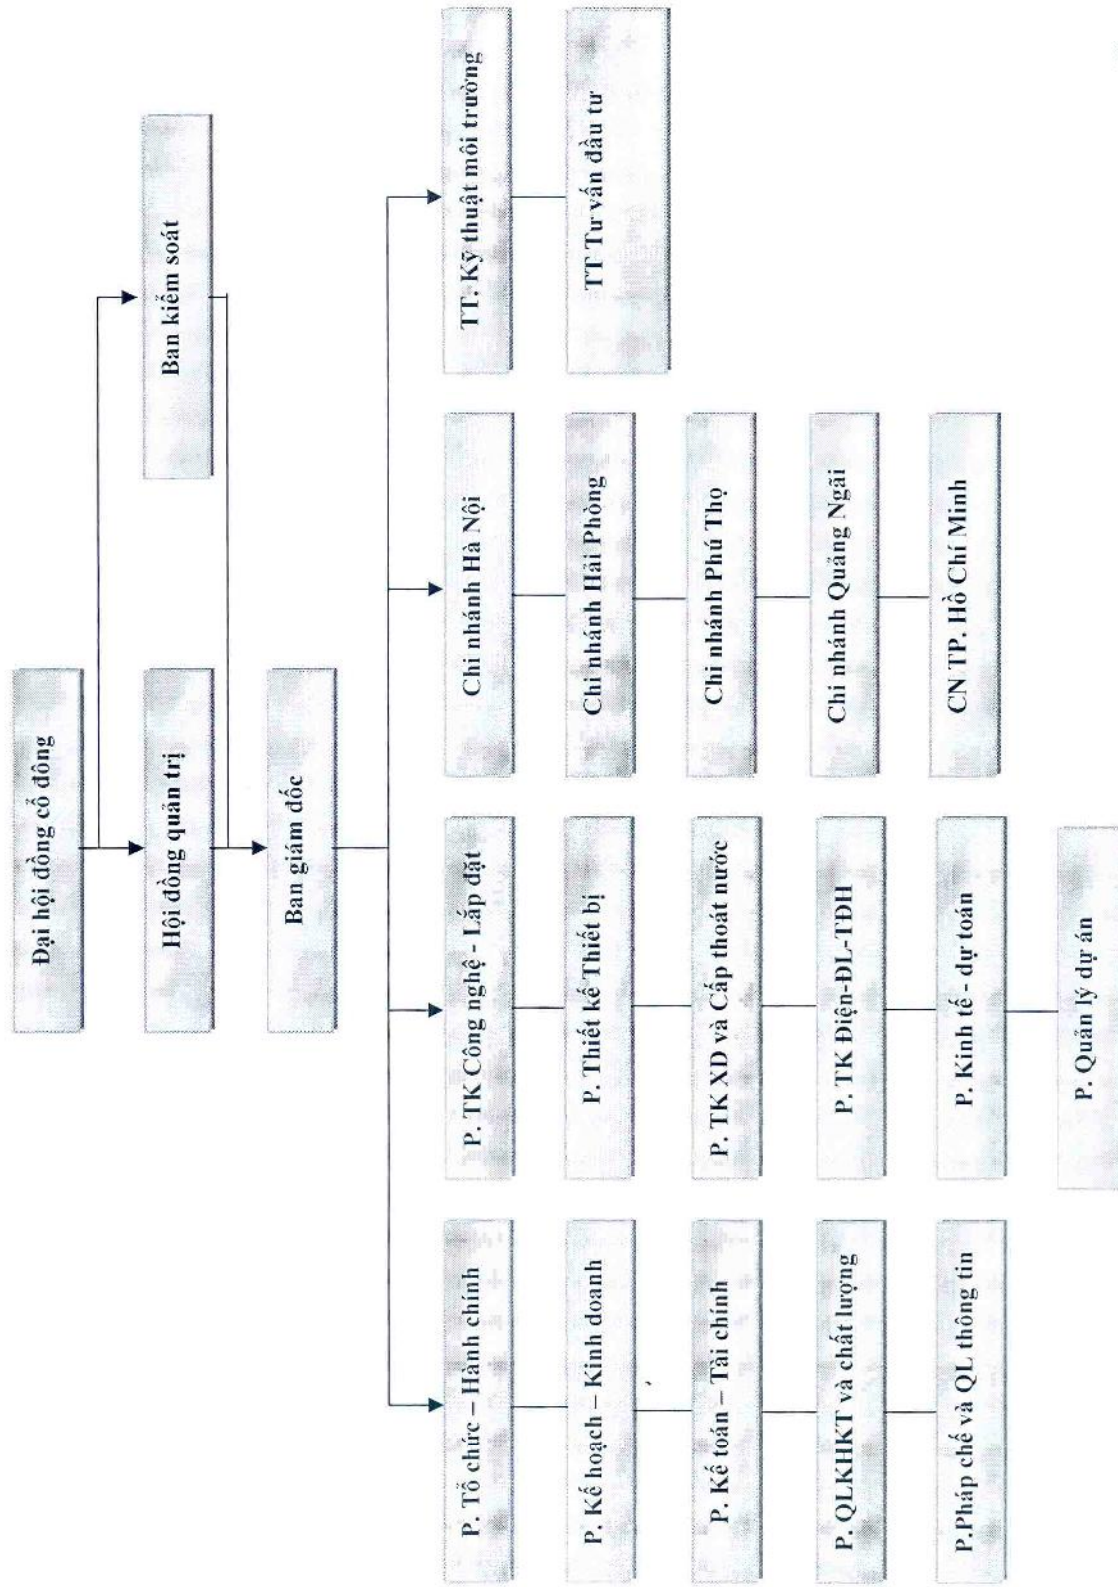 Đại hội đồng cổ đông
Hội đồng quản trị
Ban kiểm soát
Ban giám đốc
P. Tổ chức – Hành chính
P. Kế hoạch – Kinh doanh
P. Kế toán – Tài chính
P. QLKHKT và chất lượng
P.Pháp chế và QL thông tin
P. TK Công nghệ - Lắp đặt
P. Thiết kế Thiết bị
P. TK XD và Cấp thoát nước
P. TK Điện-ĐL-TĐH
P. Kinh tế - dự toán
P. Quản lý dự án
Chi nhánh Hà Nội
Chi nhánh Hải Phòng
Chi nhánh Phú Thọ
Chi nhánh Quảng Ngãi
CN TP. Hồ Chí Minh
TT. Kỹ thuật môi trường
TT Tư vấn đầu tư